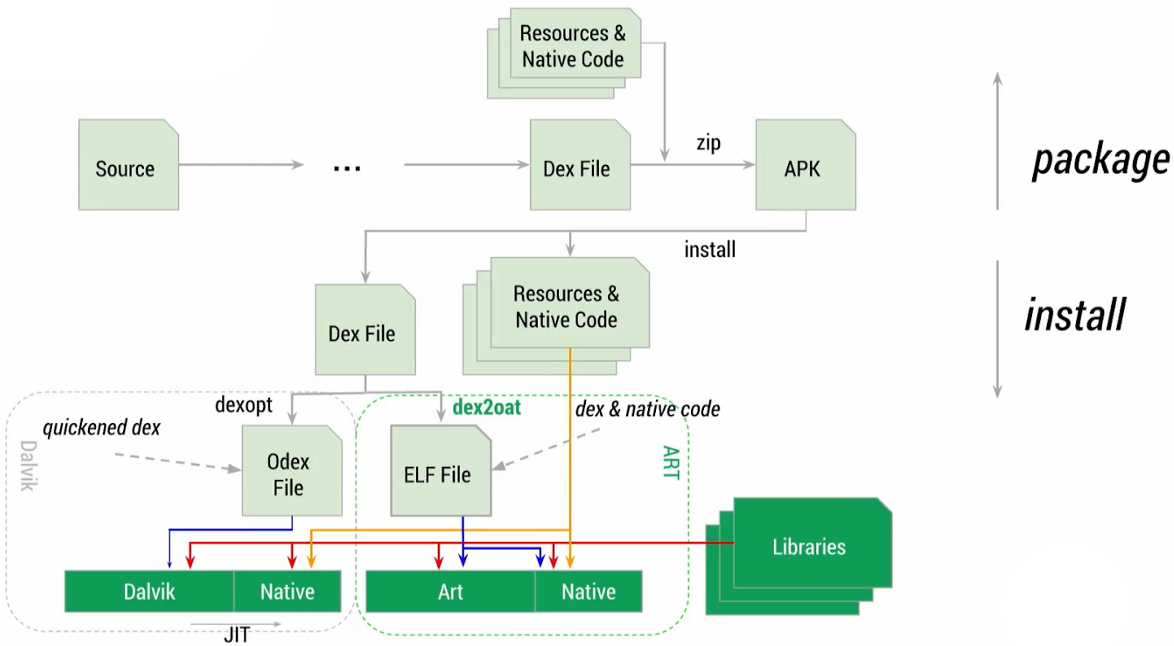 Resources &
Native Code
Source
...
Dex File
zip
APK
package
install
Dex File
Resources &
Native Code
install
dexopt
dex2oat
dex & native code
quickened dex
Dalvik
Odex
File
ELF File
ART
Libraries
Dalvik
Native
Art
Native
JIT